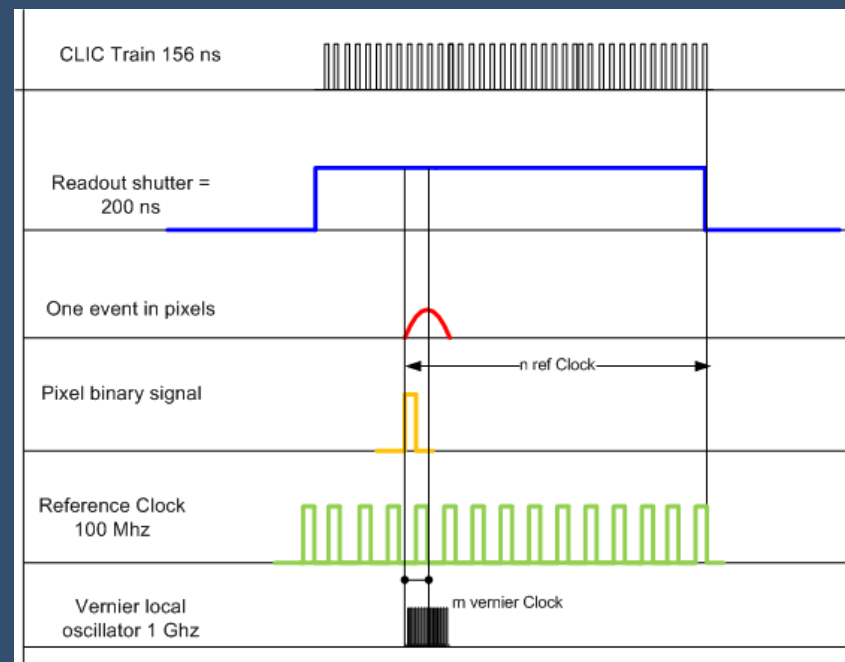 CLIC Train 156 ns
Readout shutter =
200 ns
One event in pixels
n ref Clock
Pixel binary signal
Reference Clock
100 Mhz
m vernier Clock
Vernier local
oscillator 1 Ghz